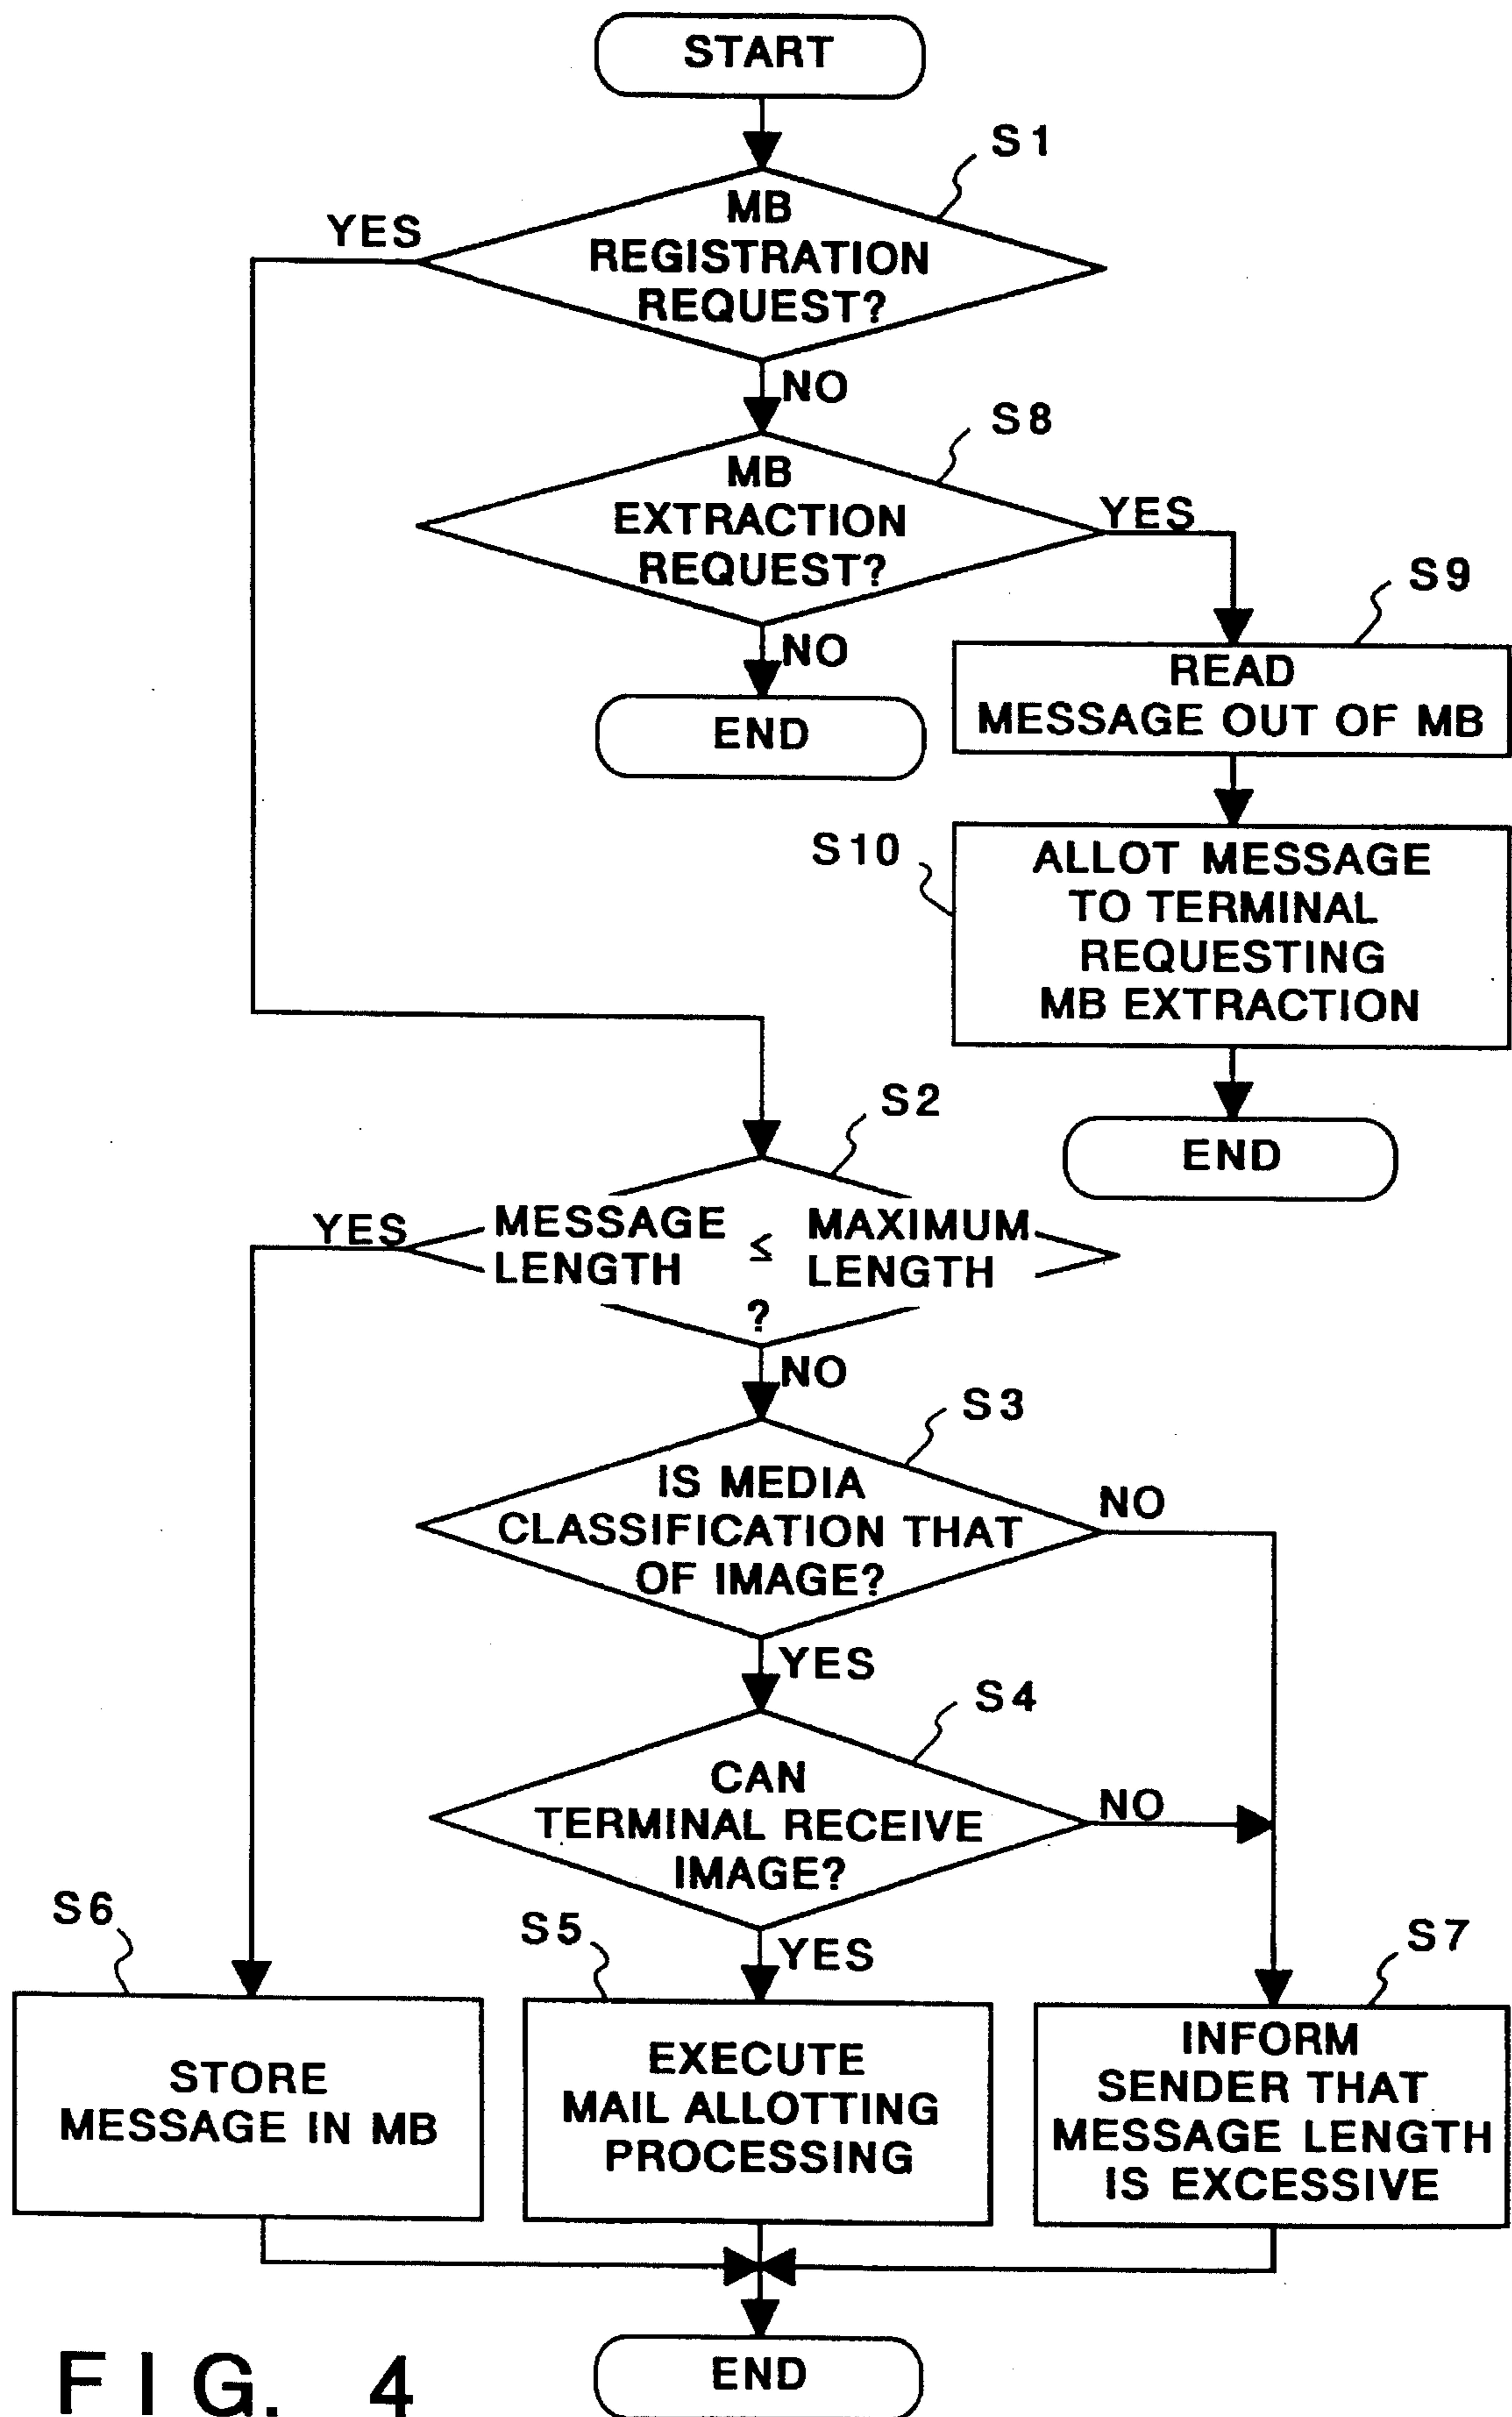 START
S1
MB
REGISTRATION
REQUEST?
YES
NO
S8
MB
EXTRACTION
REQUEST?
YES
NO
END
S9
READ
MESSAGE OUT OF MB
S10
ALLOT MESSAGE
TO TERMINAL
REQUESTING
MB EXTRACTION
END
S2
MESSAGE LENGTH ≤ MAXIMUM LENGTH
?
YES
NO
S3
IS MEDIA
CLASSIFICATION THAT
OF IMAGE?
NO
YES
S4
CAN
TERMINAL RECEIVE
IMAGE?
NO
YES
S6
STORE
MESSAGE IN MB
S5
EXECUTE
MAIL ALLOTTING
PROCESSING
S7
INFORM
SENDER THAT
MESSAGE LENGTH
IS EXCESSIVE
END
FIG. 4